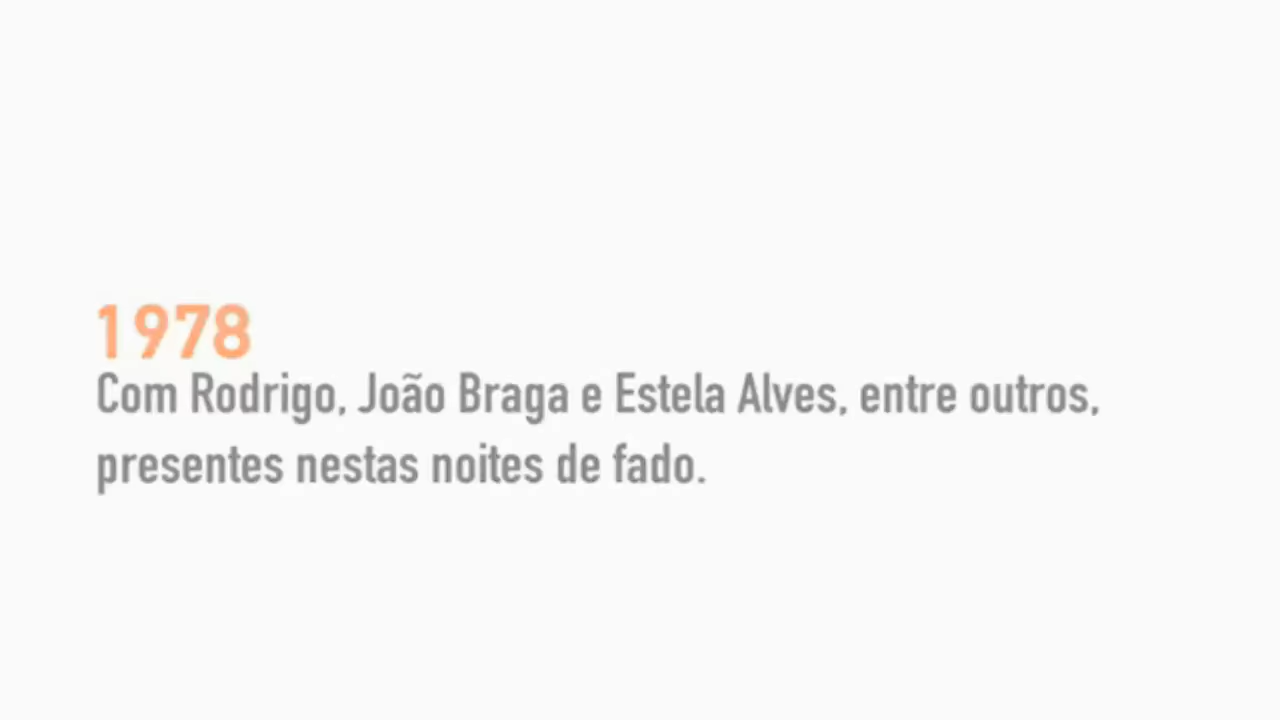 1978
Com Rodrigo, João Braga e Estela Alves, entre outros,
presentes nestas noites de fado.